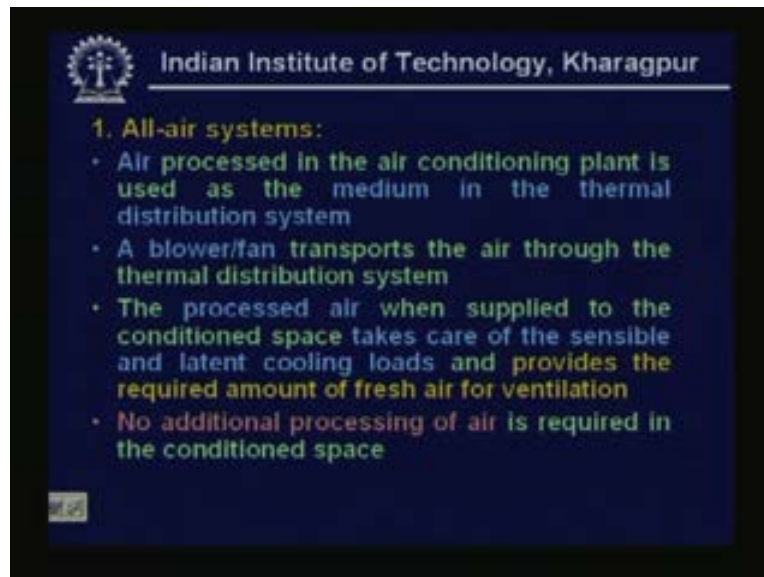 Indian Institute of Technology, Kharagpur
1. All-air systems:
• Air processed in the air conditioning plant is
used as the medium in the thermal
distribution system
• A blower/fan transports the air through the
thermal distribution system
• The processed air when supplied to the
conditioned space takes care of the sensible
and latent cooling loads and provides the
required amount of fresh air for ventilation
• No additional processing of air is required in
the conditioned space